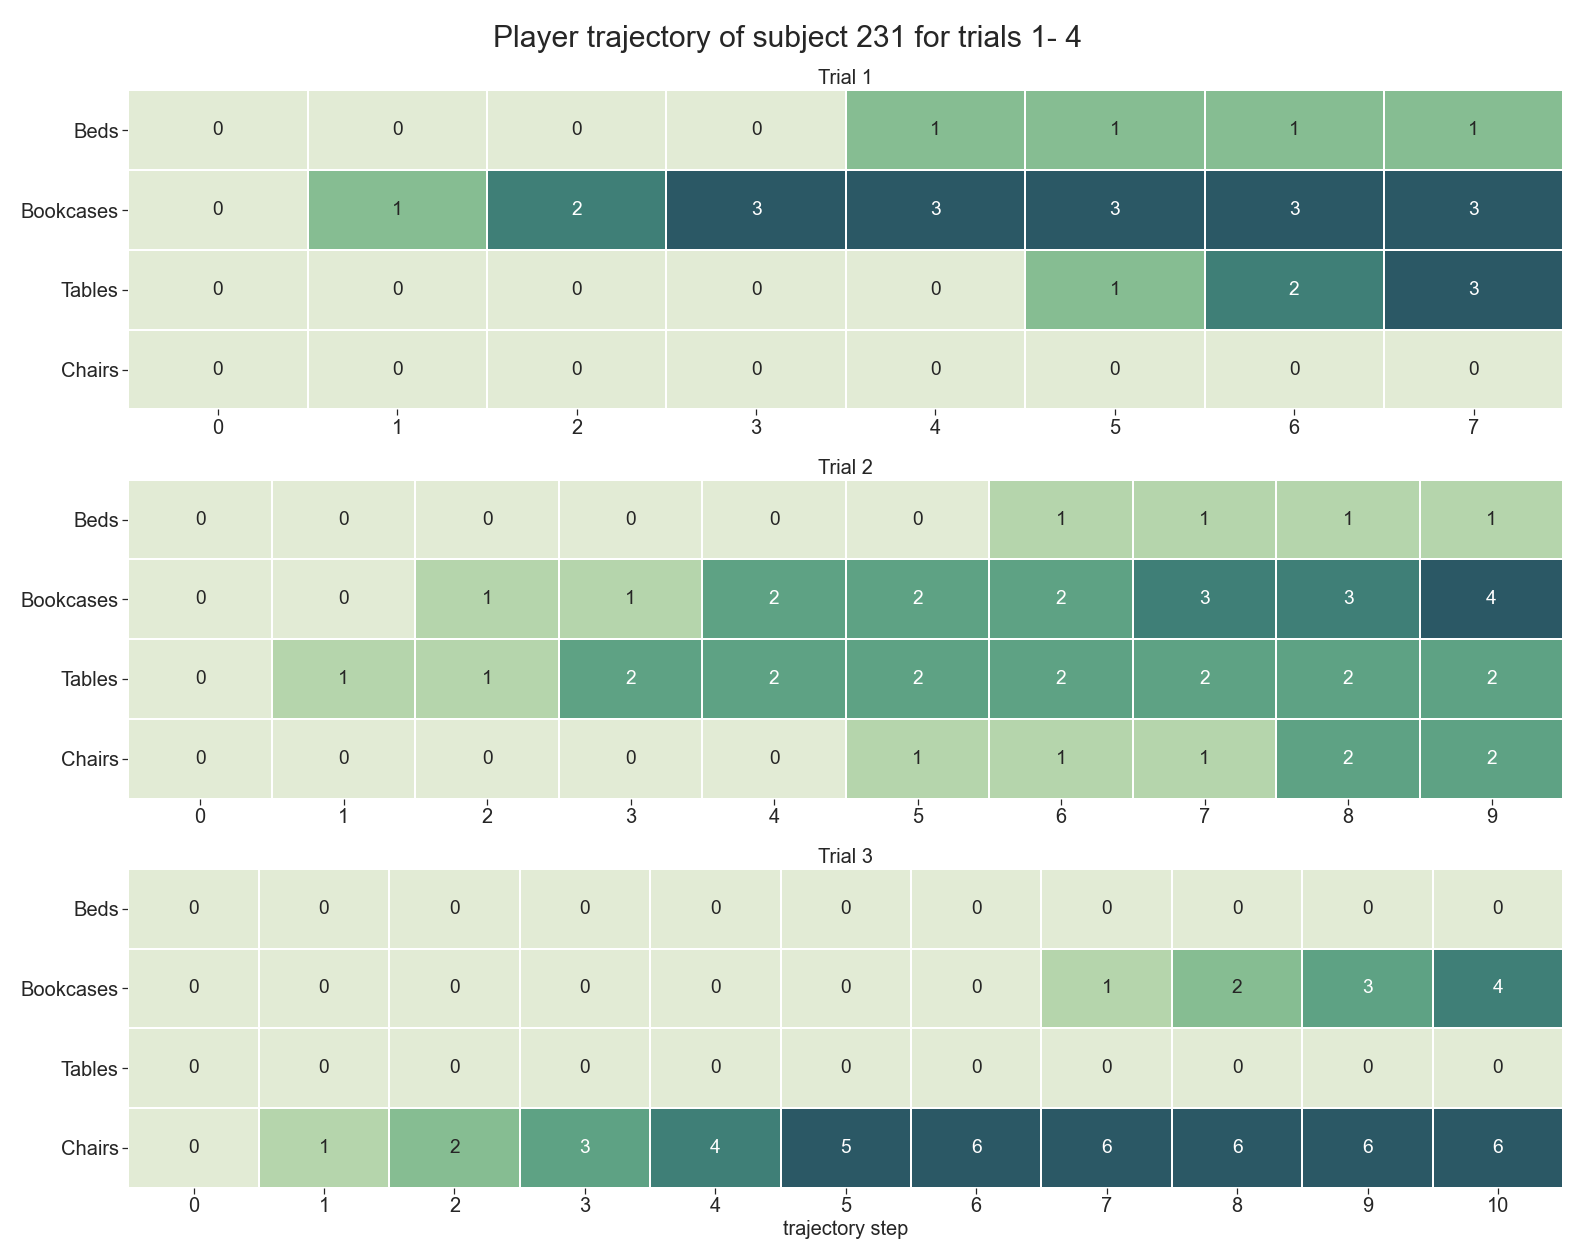 Player trajectory of subject 231 for trials 1- 4
Trial 1
Beds 0 0 0 0 1 1 1 1
Bookcases 0 1 2 3 3 3 3 3
Tables 0 0 0 0 0 1 2 3
Chairs 0 0 0 0 0 0 0 0
0 1 2 3 4 5 6 7
Trial 2
Beds 0 0 0 0 0 0 1 1 1 1
Bookcases 0 0 1 1 2 2 2 3 3 4
Tables 0 1 1 2 2 2 2 2 2 2
Chairs 0 0 0 0 0 1 1 1 2 2
0 1 2 3 4 5 6 7 8 9
Trial 3
Beds 0 0 0 0 0 0 0 0 0 0 0
Bookcases 0 0 0 0 0 0 0 1 2 3 4
Tables 0 0 0 0 0 0 0 0 0 0 0
Chairs 0 1 2 3 4 5 6 6 6 6 6
0 1 2 3 4 5 6 7 8 9 10
trajectory step